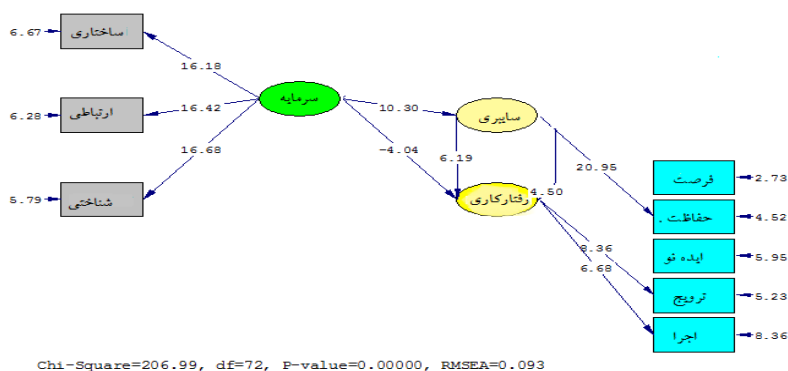 6.67
ساختاری
16.18
سرمایه
6.28
ارتباطی
16.42
10.30
سایبری
16.68
-4.04
6.19
20.95
فرصت
2.73
5.79
شناختی
رفتارکاری
4.50
حفاظت .
4.52
8.36
ایده نو
5.95
6.68
ترویج
5.23
اجرا
8.36
Chi-Square=206.99, df=72, P-value=0.00000, RMSEA=0.093